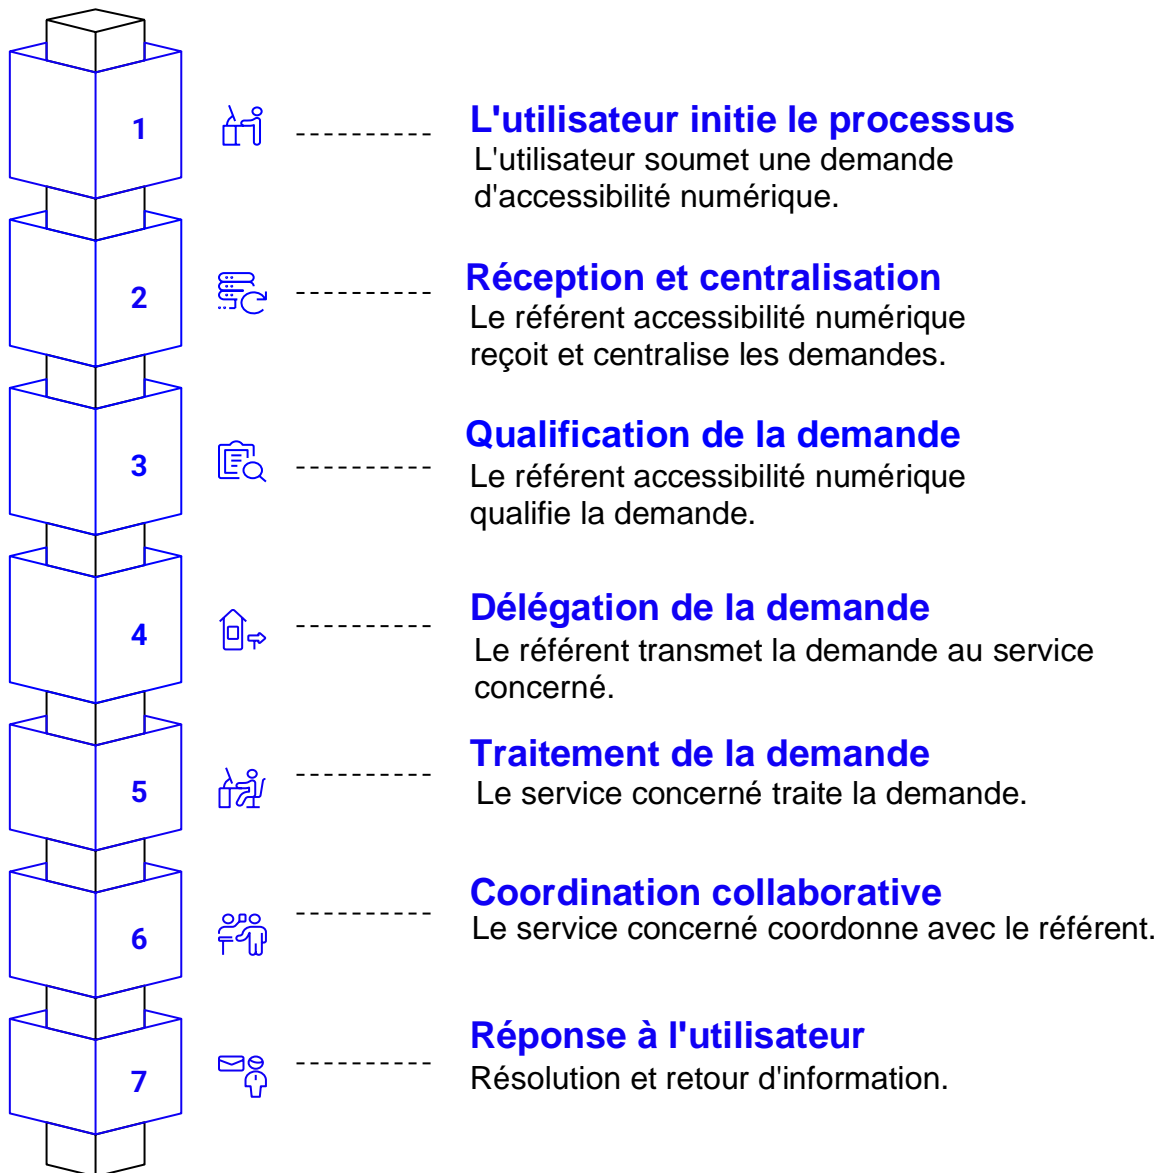 1
L'utilisateur initie le processus
L'utilisateur soumet une demande
d'accessibilité numérique.
2
Réception et centralisation
Le référent accessibilité numérique
reçoit et centralise les demandes.
3
Qualification de la demande
Le référent accessibilité numérique
qualifie la demande.
4
Délégation de la demande
Le référent transmet la demande au service
concerné.
5
Traitement de la demande
Le service concerné traite la demande.
6
Coordination collaborative
Le service concerné coordonne avec le référent.
7
Réponse à l'utilisateur
Résolution et retour d'information.